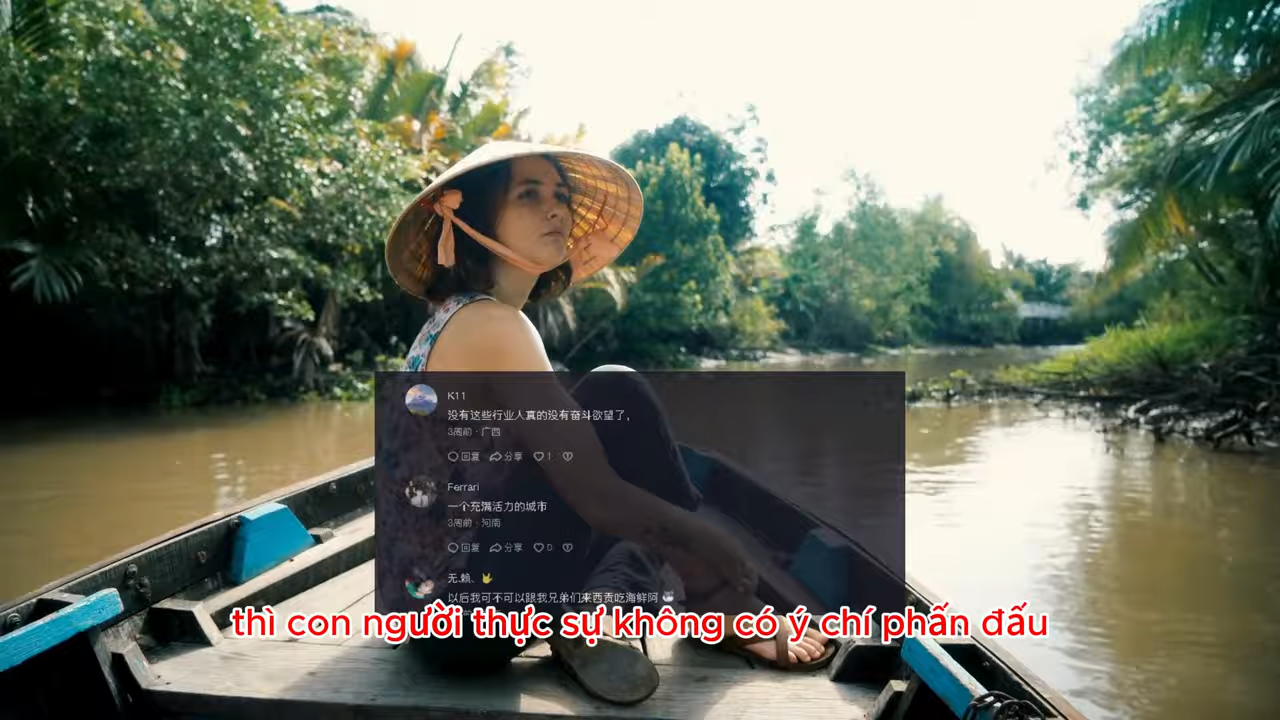 K11
没有这些行业人真的没有奋斗欲望了,
3周前 · 广西
回复 分享 1
Ferrari
一个充满活力的城市
3周前 · 河南
回复 分享 0
无.赖、
以后我可不可以跟我兄弟们来西贡吃海鲜阿
thì con người thực sự không có ý chí phấn đấu